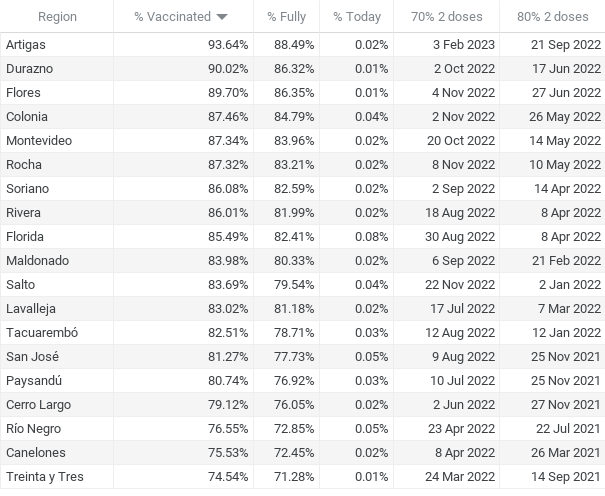 Region % Vaccinated % Fully % Today 70% 2 doses 80% 2 doses
Artigas 93.64% 88.49% 0.02% 3 Feb 2023 21 Sep 2022
Durazno 90.02% 86.32% 0.01% 2 Oct 2022 17 Jun 2022
Flores 89.70% 86.35% 0.01% 4 Nov 2022 27 Jun 2022
Colonia 87.46% 84.79% 0.04% 2 Nov 2022 26 May 2022
Montevideo 87.34% 83.96% 0.02% 20 Oct 2022 14 May 2022
Rocha 87.32% 83.21% 0.02% 8 Nov 2022 10 May 2022
Soriano 86.08% 82.59% 0.02% 2 Sep 2022 14 Apr 2022
Rivera 86.01% 81.99% 0.02% 18 Aug 2022 8 Apr 2022
Florida 85.49% 82.41% 0.08% 30 Aug 2022 8 Apr 2022
Maldonado 83.98% 80.33% 0.02% 6 Sep 2022 21 Feb 2022
Salto 83.69% 79.54% 0.04% 22 Nov 2022 2 Jan 2022
Lavalleja 83.02% 81.18% 0.02% 17 Jul 2022 7 Mar 2022
Tacuarembó 82.51% 78.71% 0.03% 12 Aug 2022 12 Jan 2022
San José 81.27% 77.73% 0.05% 9 Aug 2022 25 Nov 2021
Paysandú 80.74% 76.92% 0.03% 10 Jul 2022 25 Nov 2021
Cerro Largo 79.12% 76.05% 0.02% 2 Jun 2022 27 Nov 2021
Río Negro 76.55% 72.85% 0.05% 23 Apr 2022 22 Jul 2021
Canelones 75.53% 72.45% 0.02% 8 Apr 2022 26 Mar 2021
Treinta y Tres 74.54% 71.28% 0.01% 24 Mar 2022 14 Sep 2021